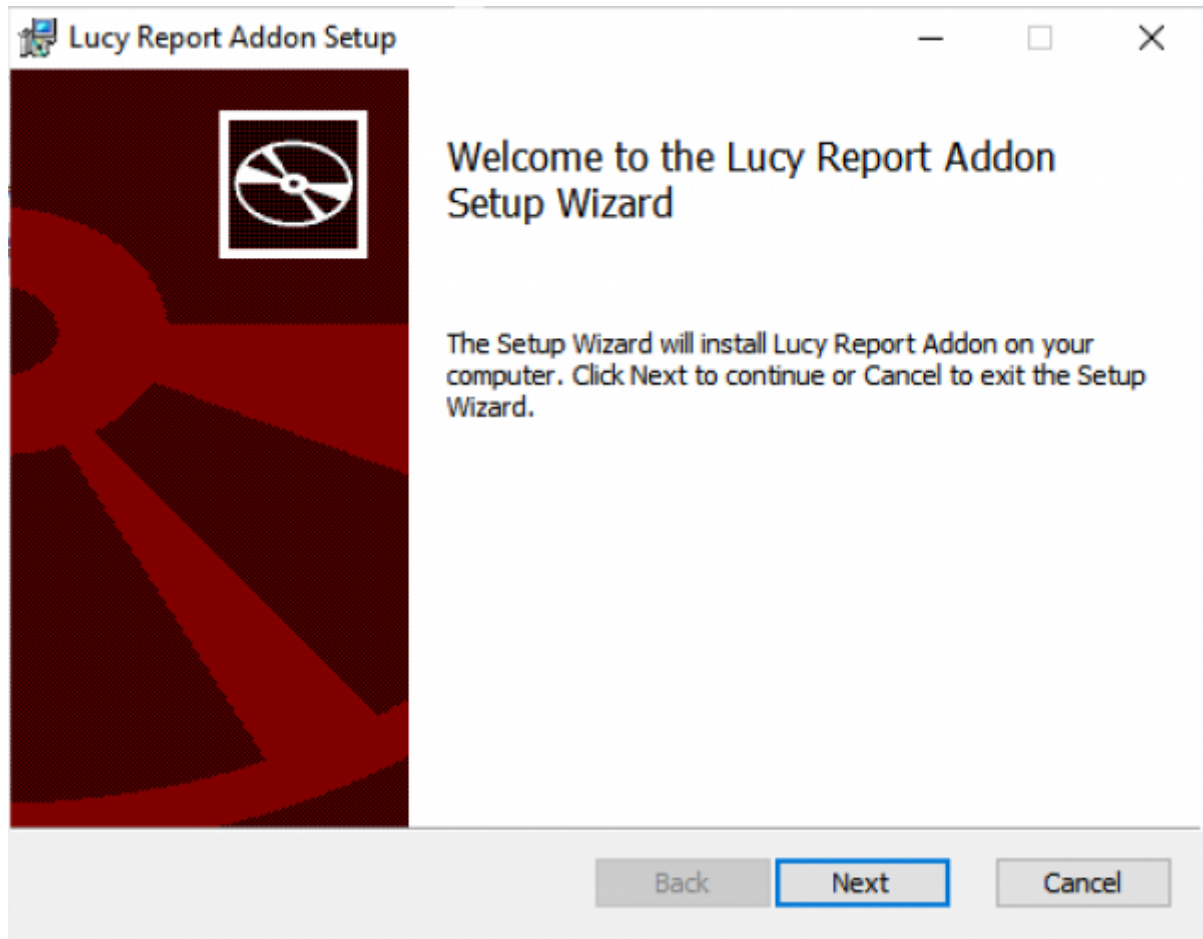 Lucy Report Addon Setup
Welcome to the Lucy Report Addon
Setup Wizard
The Setup Wizard will install Lucy Report Addon on your
computer. Click Next to continue or Cancel to exit the Setup
Wizard.
Back
Next
Cancel